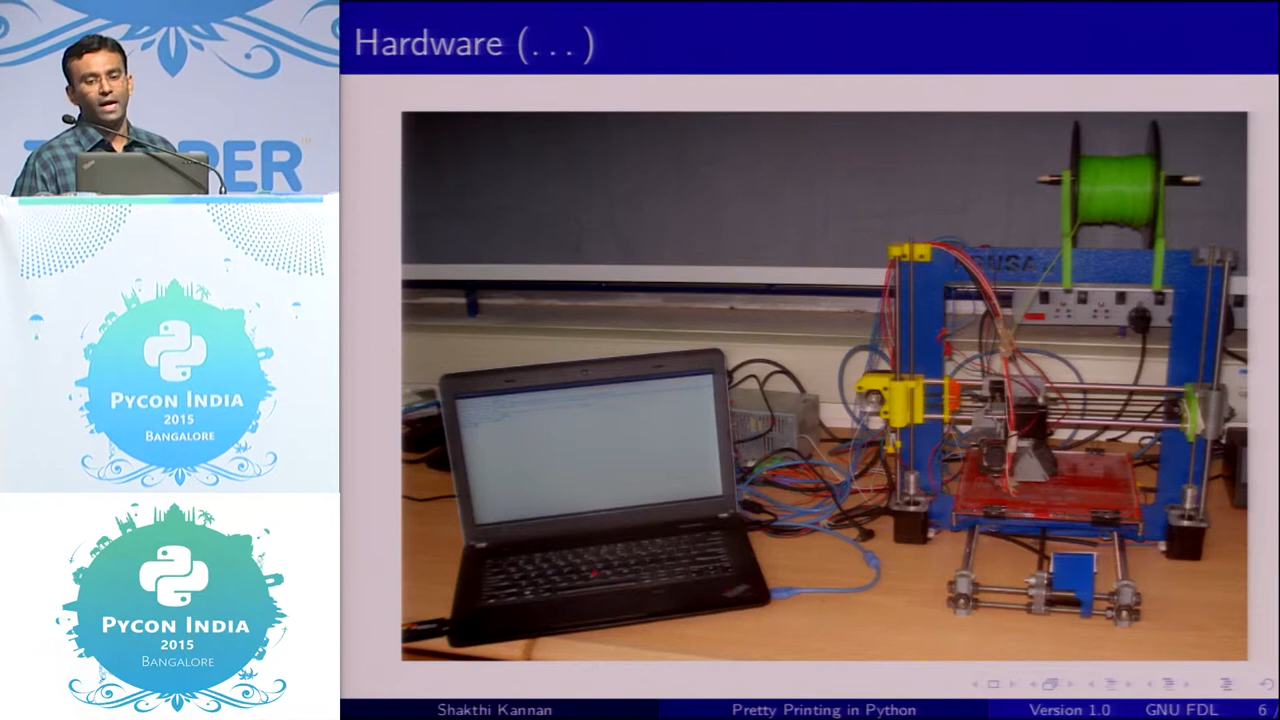 Hardware (. . . )
PYCON INDIA
2015
BANGALORE
PYCON INDIA
2015
BANGALORE
Shakthi Kannan
Pretty Printing in Python
Version 1.0
GNU FDL
6